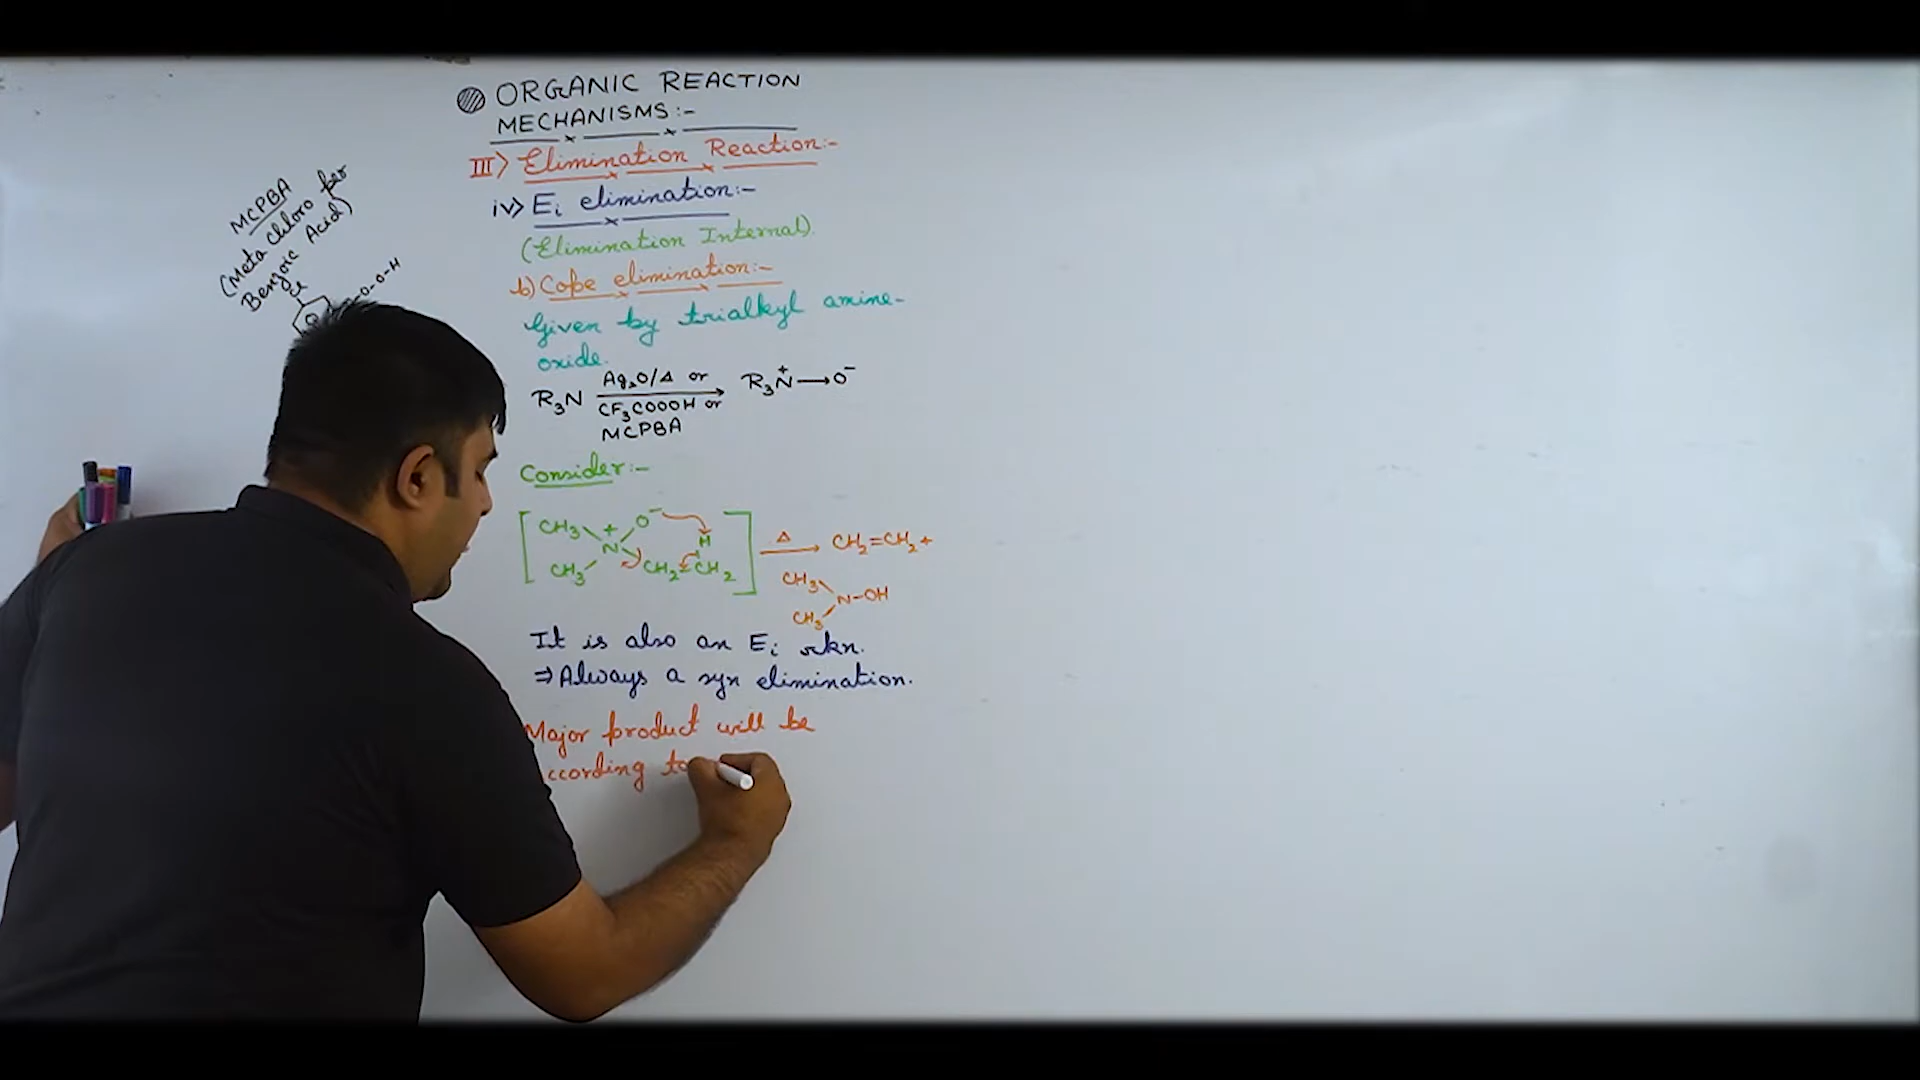 ORGANIC REACTION
MECHANISMS:-
III> Elimination Reaction:-
iv> Ei elimination:-
(Elimination Internal).
b) Cope elimination:-
Given by trialkyl amine-
oxide.
R3N Ag2O/Δ or R3N+→O-
CF3COOOH or
MCPBA
Consider:-
CH3 + O- H
N
CH3 CH2=CH2
Δ CH2=CH2+
CH3
N-OH
CH3
It is also an Ei rkn.
⇒Always a syn elimination.
Major product will be
ccording to
MCPBA
(Meta chloro per
Benzoic Acid)
Cl
-O-O-H